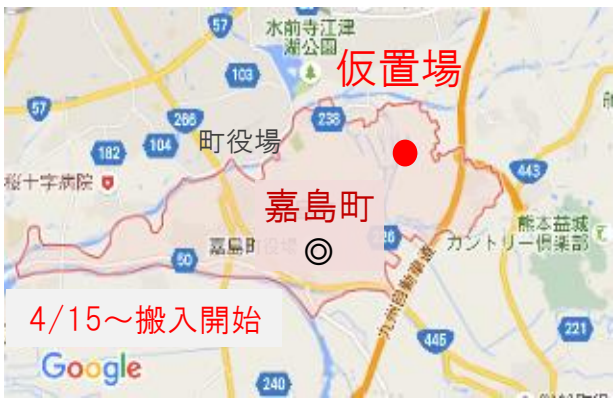 57
水前寺江津
湖公園
仮置場
103
57
266
238
町役場
182
104
桜十字病院
443
嘉島町
熊本益城
カントリー倶楽部
嘉島町
50
九州自動車道
4/15～搬入開始
221
445
Google
240